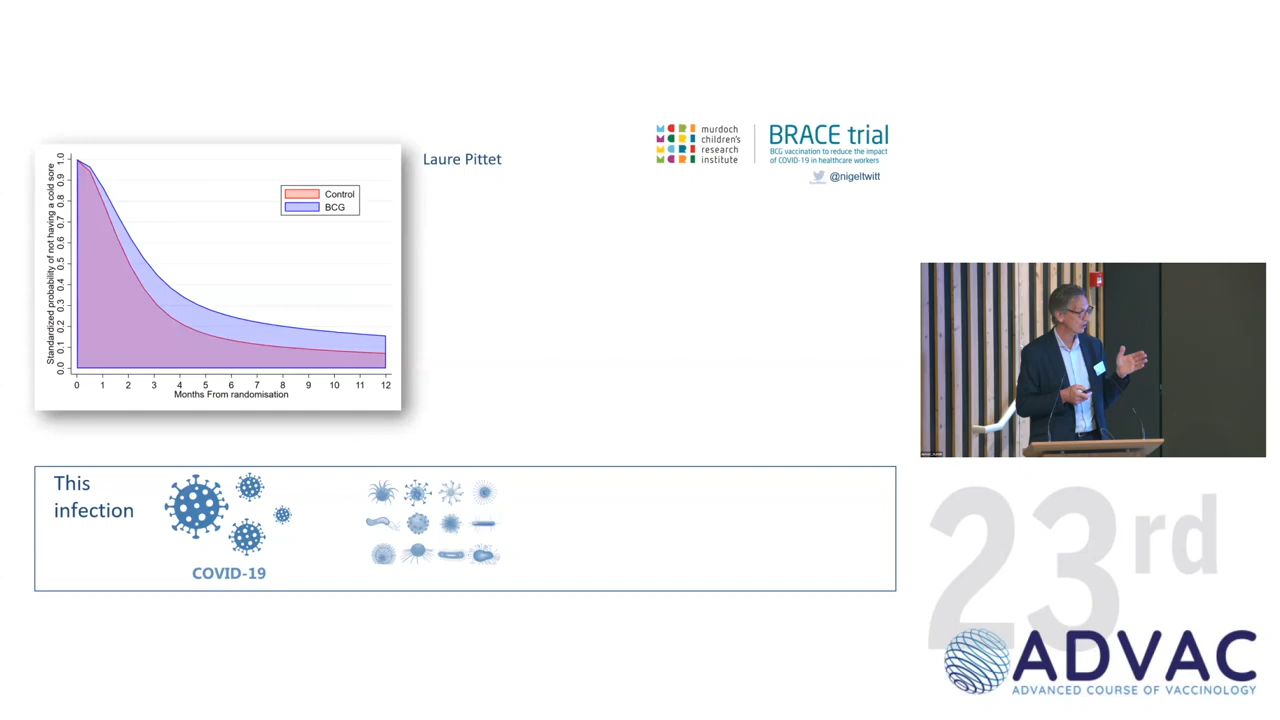 Laure Pittet
murdoch
children's
research
institute
BRACE trial
BCG vaccination to reduce the impact
of COVID-19 in healthcare workers
@nigeltwitt
Standardized probability of not having a cold sore
1.0
0.9
0.8
0.7
0.6
0.5
0.4
0.3
0.2
0.1
0.0
Control
BCG
0 1 2 3 4 5 6 7 8 9 10 11 12
Months From randomisation
This
infection
COVID-19
23rd
ADVAC
ADVANCED COURSE OF VACCINOLOGY